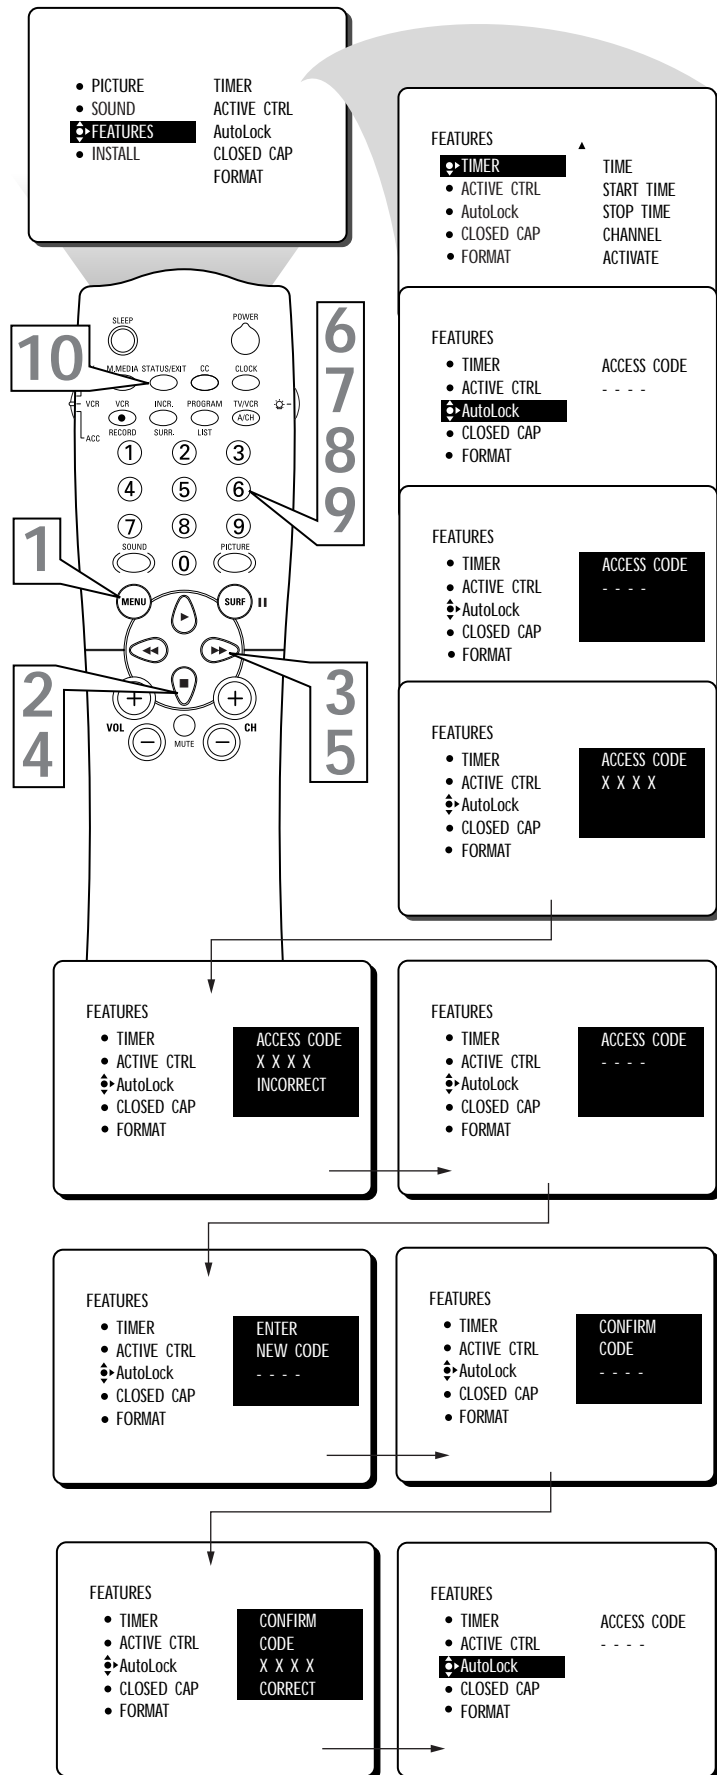 ● PICTURE TIMER
● SOUND ACTIVE CTRL
FEATURES AutoLock
● INSTALL CLOSED CAP
FORMAT
FEATURES
TIMER TIME
● ACTIVE CTRL START TIME
● AutoLock STOP TIME
● CLOSED CAP CHANNEL
● FORMAT ACTIVATE
FEATURES
● TIMER ACCESS CODE
● ACTIVE CTRL - - - -
AutoLock
● CLOSED CAP
● FORMAT
FEATURES
● TIMER ACCESS CODE
● ACTIVE CTRL - - - -
AutoLock
● CLOSED CAP
● FORMAT
FEATURES
● TIMER ACCESS CODE
● ACTIVE CTRL X X X X
AutoLock
● CLOSED CAP
● FORMAT
SLEEP POWER
M.MEDIA STATUS/EXIT CC CLOCK
VCR VCR INCR. PROGRAM TV/VCR
A/CH
ACC RECORD SURR. LIST
1 2 3
4 5 6
7 8 9
SOUND 0 PICTURE
MENU SURF
VOL MUTE CH
10
6
7
8
9
1
2
4
3
5
FEATURES
● TIMER ACCESS CODE
● ACTIVE CTRL X X X X
AutoLock INCORRECT
● CLOSED CAP
● FORMAT
FEATURES
● TIMER ACCESS CODE
● ACTIVE CTRL - - - -
AutoLock
● CLOSED CAP
● FORMAT
FEATURES
● TIMER ENTER
● ACTIVE CTRL NEW CODE
AutoLock - - - -
● CLOSED CAP
● FORMAT
FEATURES
● TIMER CONFIRM
● ACTIVE CTRL CODE
AutoLock - - - -
● CLOSED CAP
● FORMAT
FEATURES
● TIMER CONFIRM
● ACTIVE CTRL CODE
AutoLock X X X X
● CLOSED CAP CORRECT
● FORMAT
FEATURES
● TIMER ACCESS CODE
● ACTIVE CTRL - - - -
AutoLock
● CLOSED CAP
● FORMAT